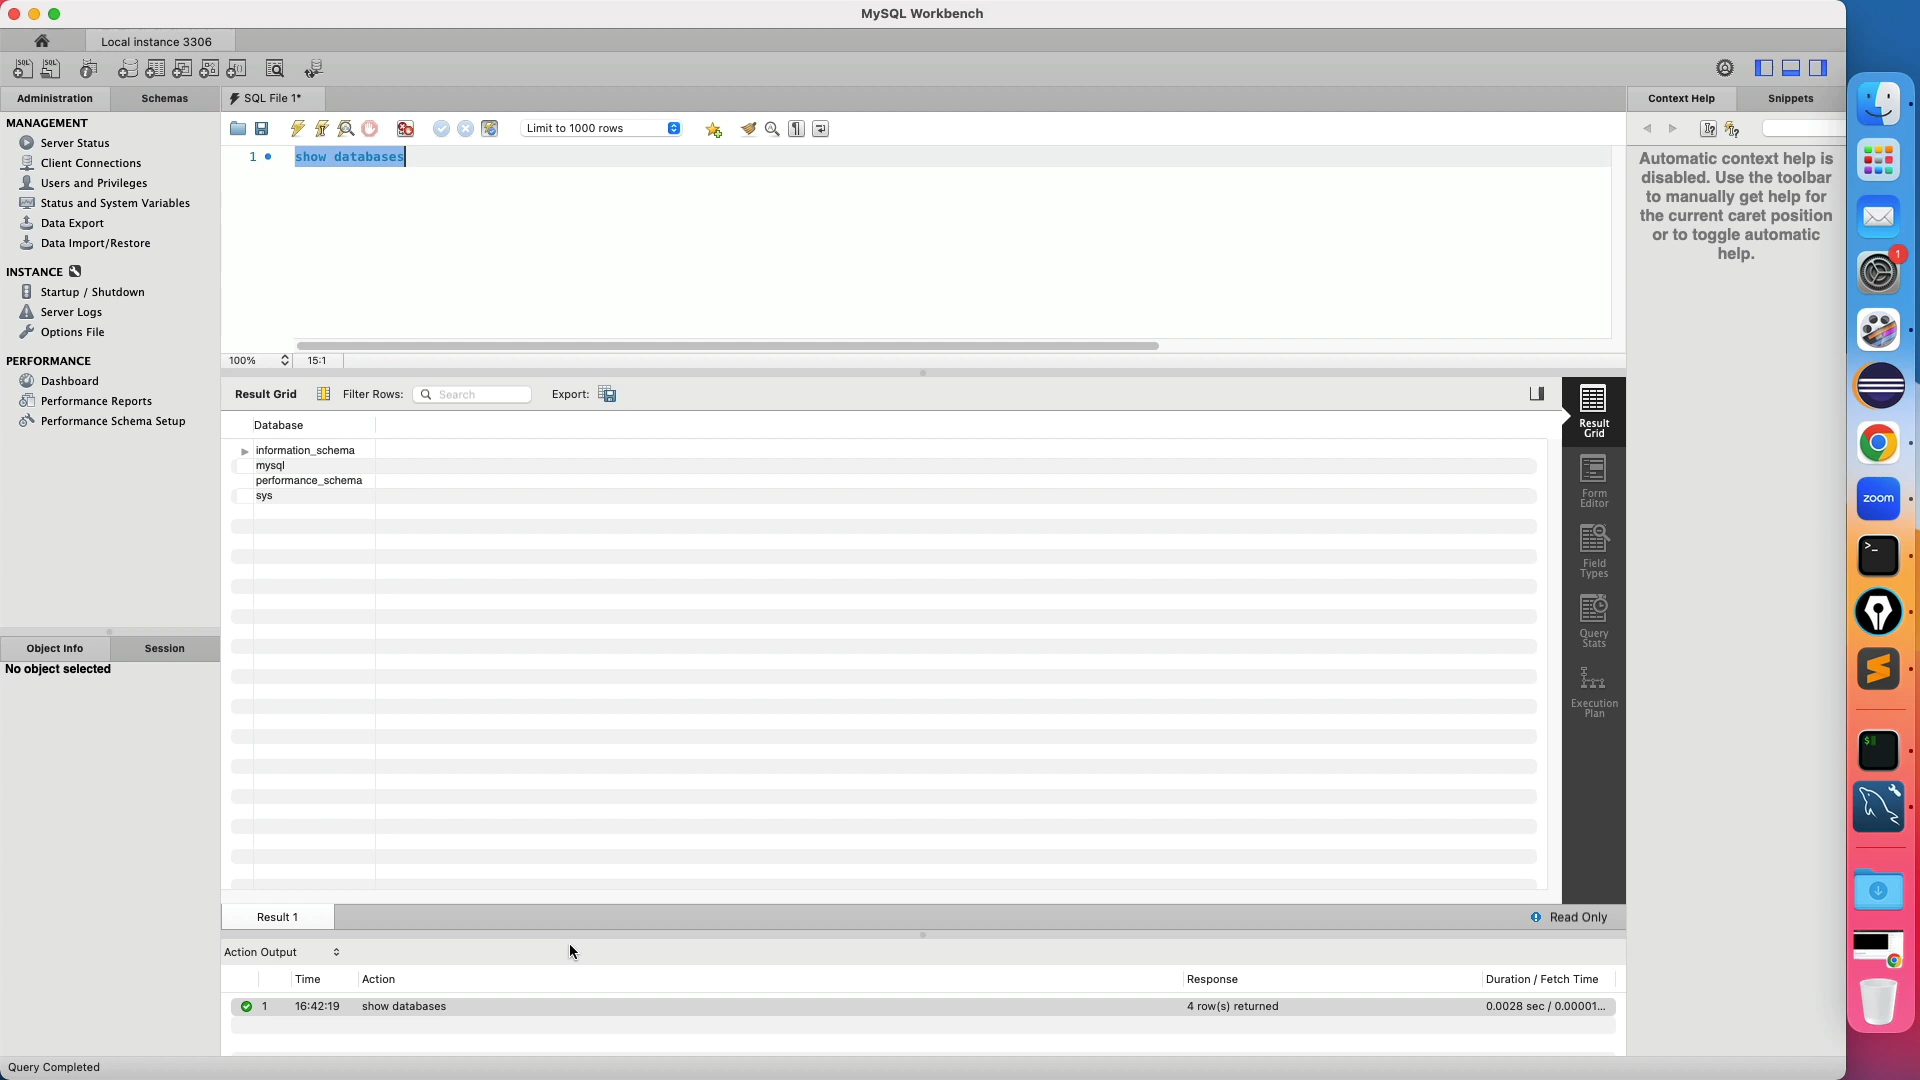 MySQL Workbench
Local instance 3306
Administration
Schemas
SQL File 1*
Context Help
Snippets
MANAGEMENT
Server Status
Client Connections
Users and Privileges
Status and System Variables
Data Export
Data Import/Restore
INSTANCE
Startup / Shutdown
Server Logs
Options File
PERFORMANCE
Dashboard
Performance Reports
Performance Schema Setup
Object Info
Session
No object selected
Limit to 1000 rows
1
show databases
100%
15:1
Automatic context help is
disabled. Use the toolbar
to manually get help for
the current caret position
or to toggle automatic
help.
Result Grid
Filter Rows:
Search
Export:
Database
information_schema
mysql
performance_schema
sys
Result
Grid
Form
Editor
Field
Types
Query
Stats
Execution
Plan
Result 1
Read Only
Action Output
Time
Action
Response
Duration / Fetch Time
1
16:42:19
show databases
4 row(s) returned
0.0028 sec / 0.00001...
Query Completed
1
zoom